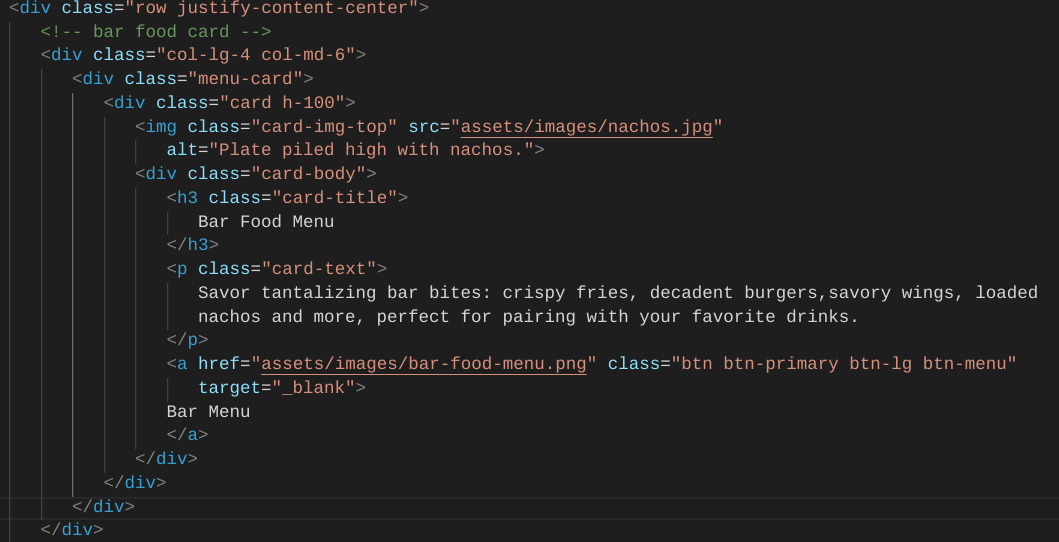 <div class="row justify-content-center">
<!-- bar food card -->
<div class="col-lg-4 col-md-6">
<div class="menu-card">
<div class="card h-100">
<img class="card-img-top" src="assets/images/nachos.jpg"
alt="Plate piled high with nachos.">
<div class="card-body">
<h3 class="card-title">
Bar Food Menu
</h3>
<p class="card-text">
Savor tantalizing bar bites: crispy fries, decadent burgers,savory wings, loaded
nachos and more, perfect for pairing with your favorite drinks.
</p>
<a href="assets/images/bar-food-menu.png" class="btn btn-primary btn-lg btn-menu"
target="_blank">
Bar Menu
</a>
</div>
</div>
</div>
</div>